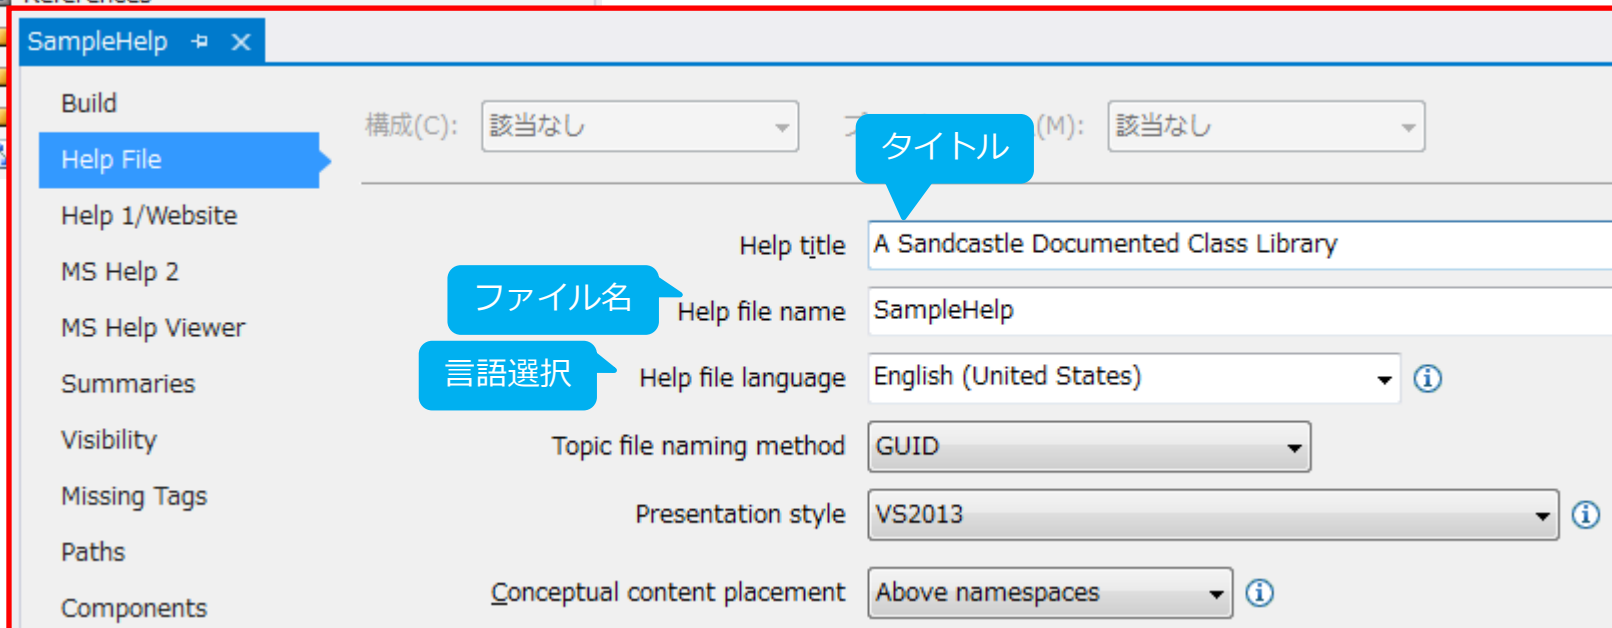 SampleHelp
Build
Help File
Help 1/Website
MS Help 2
MS Help Viewer
Summaries
Visibility
Missing Tags
Paths
Components
構成(C): 該当なし
(M): 該当なし
タイトル
Help title A Sandcastle Documented Class Library
ファイル名
Help file name SampleHelp
言語選択
Help file language English (United States)
Topic file naming method GUID
Presentation style VS2013
Conceptual content placement Above namespaces